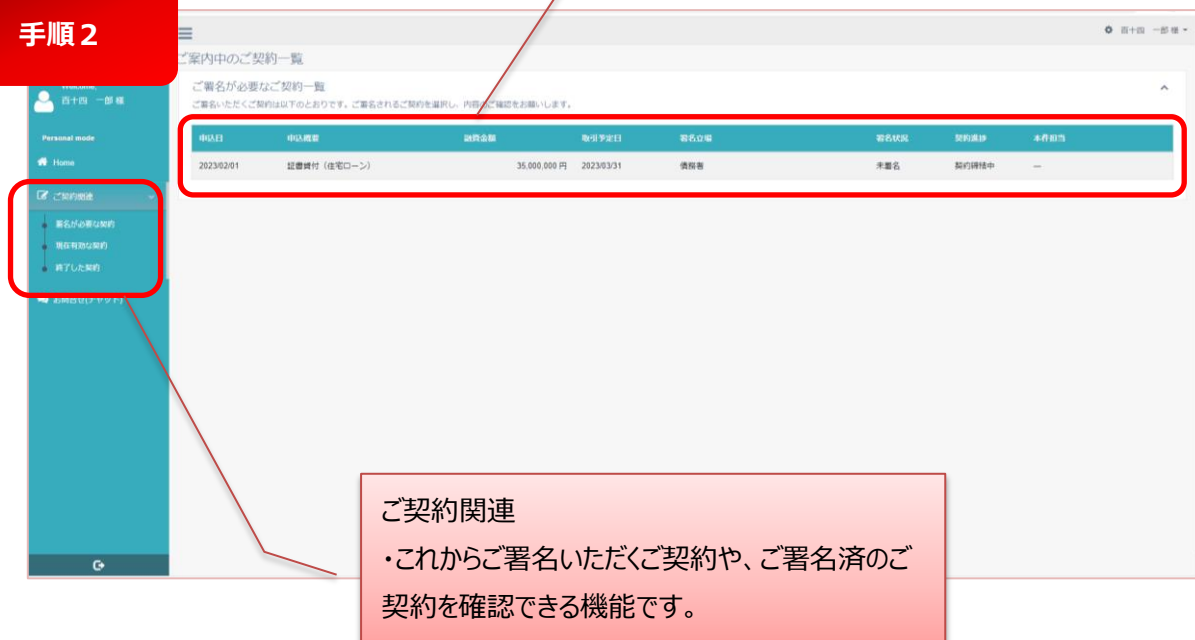 手順２
百十四 一郎 様
ご案内中のご契約一覧
Welcome,
百十四 一郎 様
ご署名が必要なご契約一覧
ご署名いただくご契約は以下のとおりです。ご署名されるご契約を選択し、内容のご確認をお願いします。
Personal mode
Home
ご契約関連
署名が必要な契約
現在有効な契約
終了した契約
お問合せ(チャット)
申込日 申込概要 融資金額 取引予定日 署名立場 署名状況 契約進捗 本件担当
2023/02/01 証書貸付（住宅ローン） 35,000,000 円 2023/03/31 債務者 未署名 契約締結中 —
ご契約関連
・これからご署名いただくご契約や、ご署名済のご
契約を確認できる機能です。